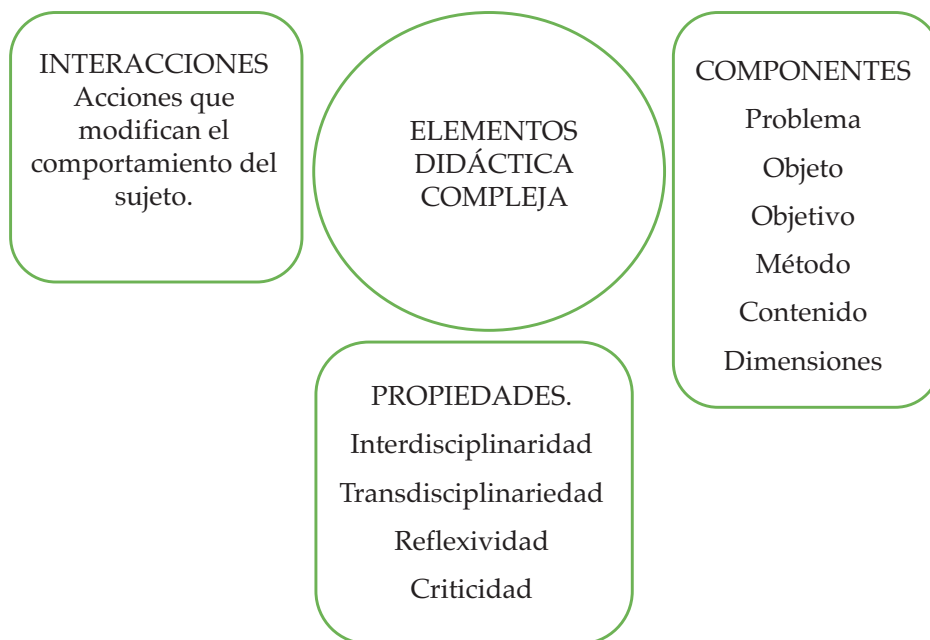 INTERACCIONES
Acciones que
modifican el
comportamiento del
sujeto.
ELEMENTOS
DIDÁCTICA
COMPLEJA
COMPONENTES
Problema
Objeto
Objetivo
Método
Contenido
Dimensiones
PROPIEDADES.
Interdisciplinaridad
Transdisciplinariedad
Reflexividad
Criticidad